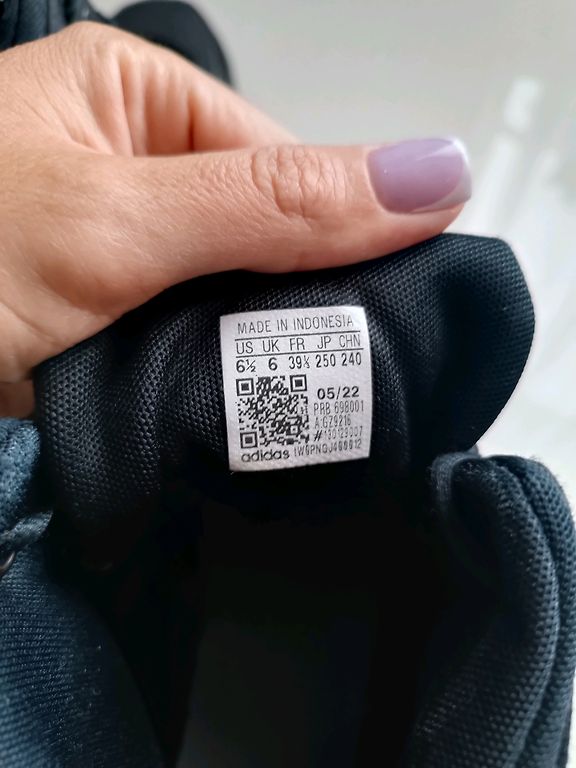 MADE IN INDONESIA
US UK FR JP CHN
6½ 6 39⅓ 250 240
05/22
PRB 698001
A:GZ9216
adidas